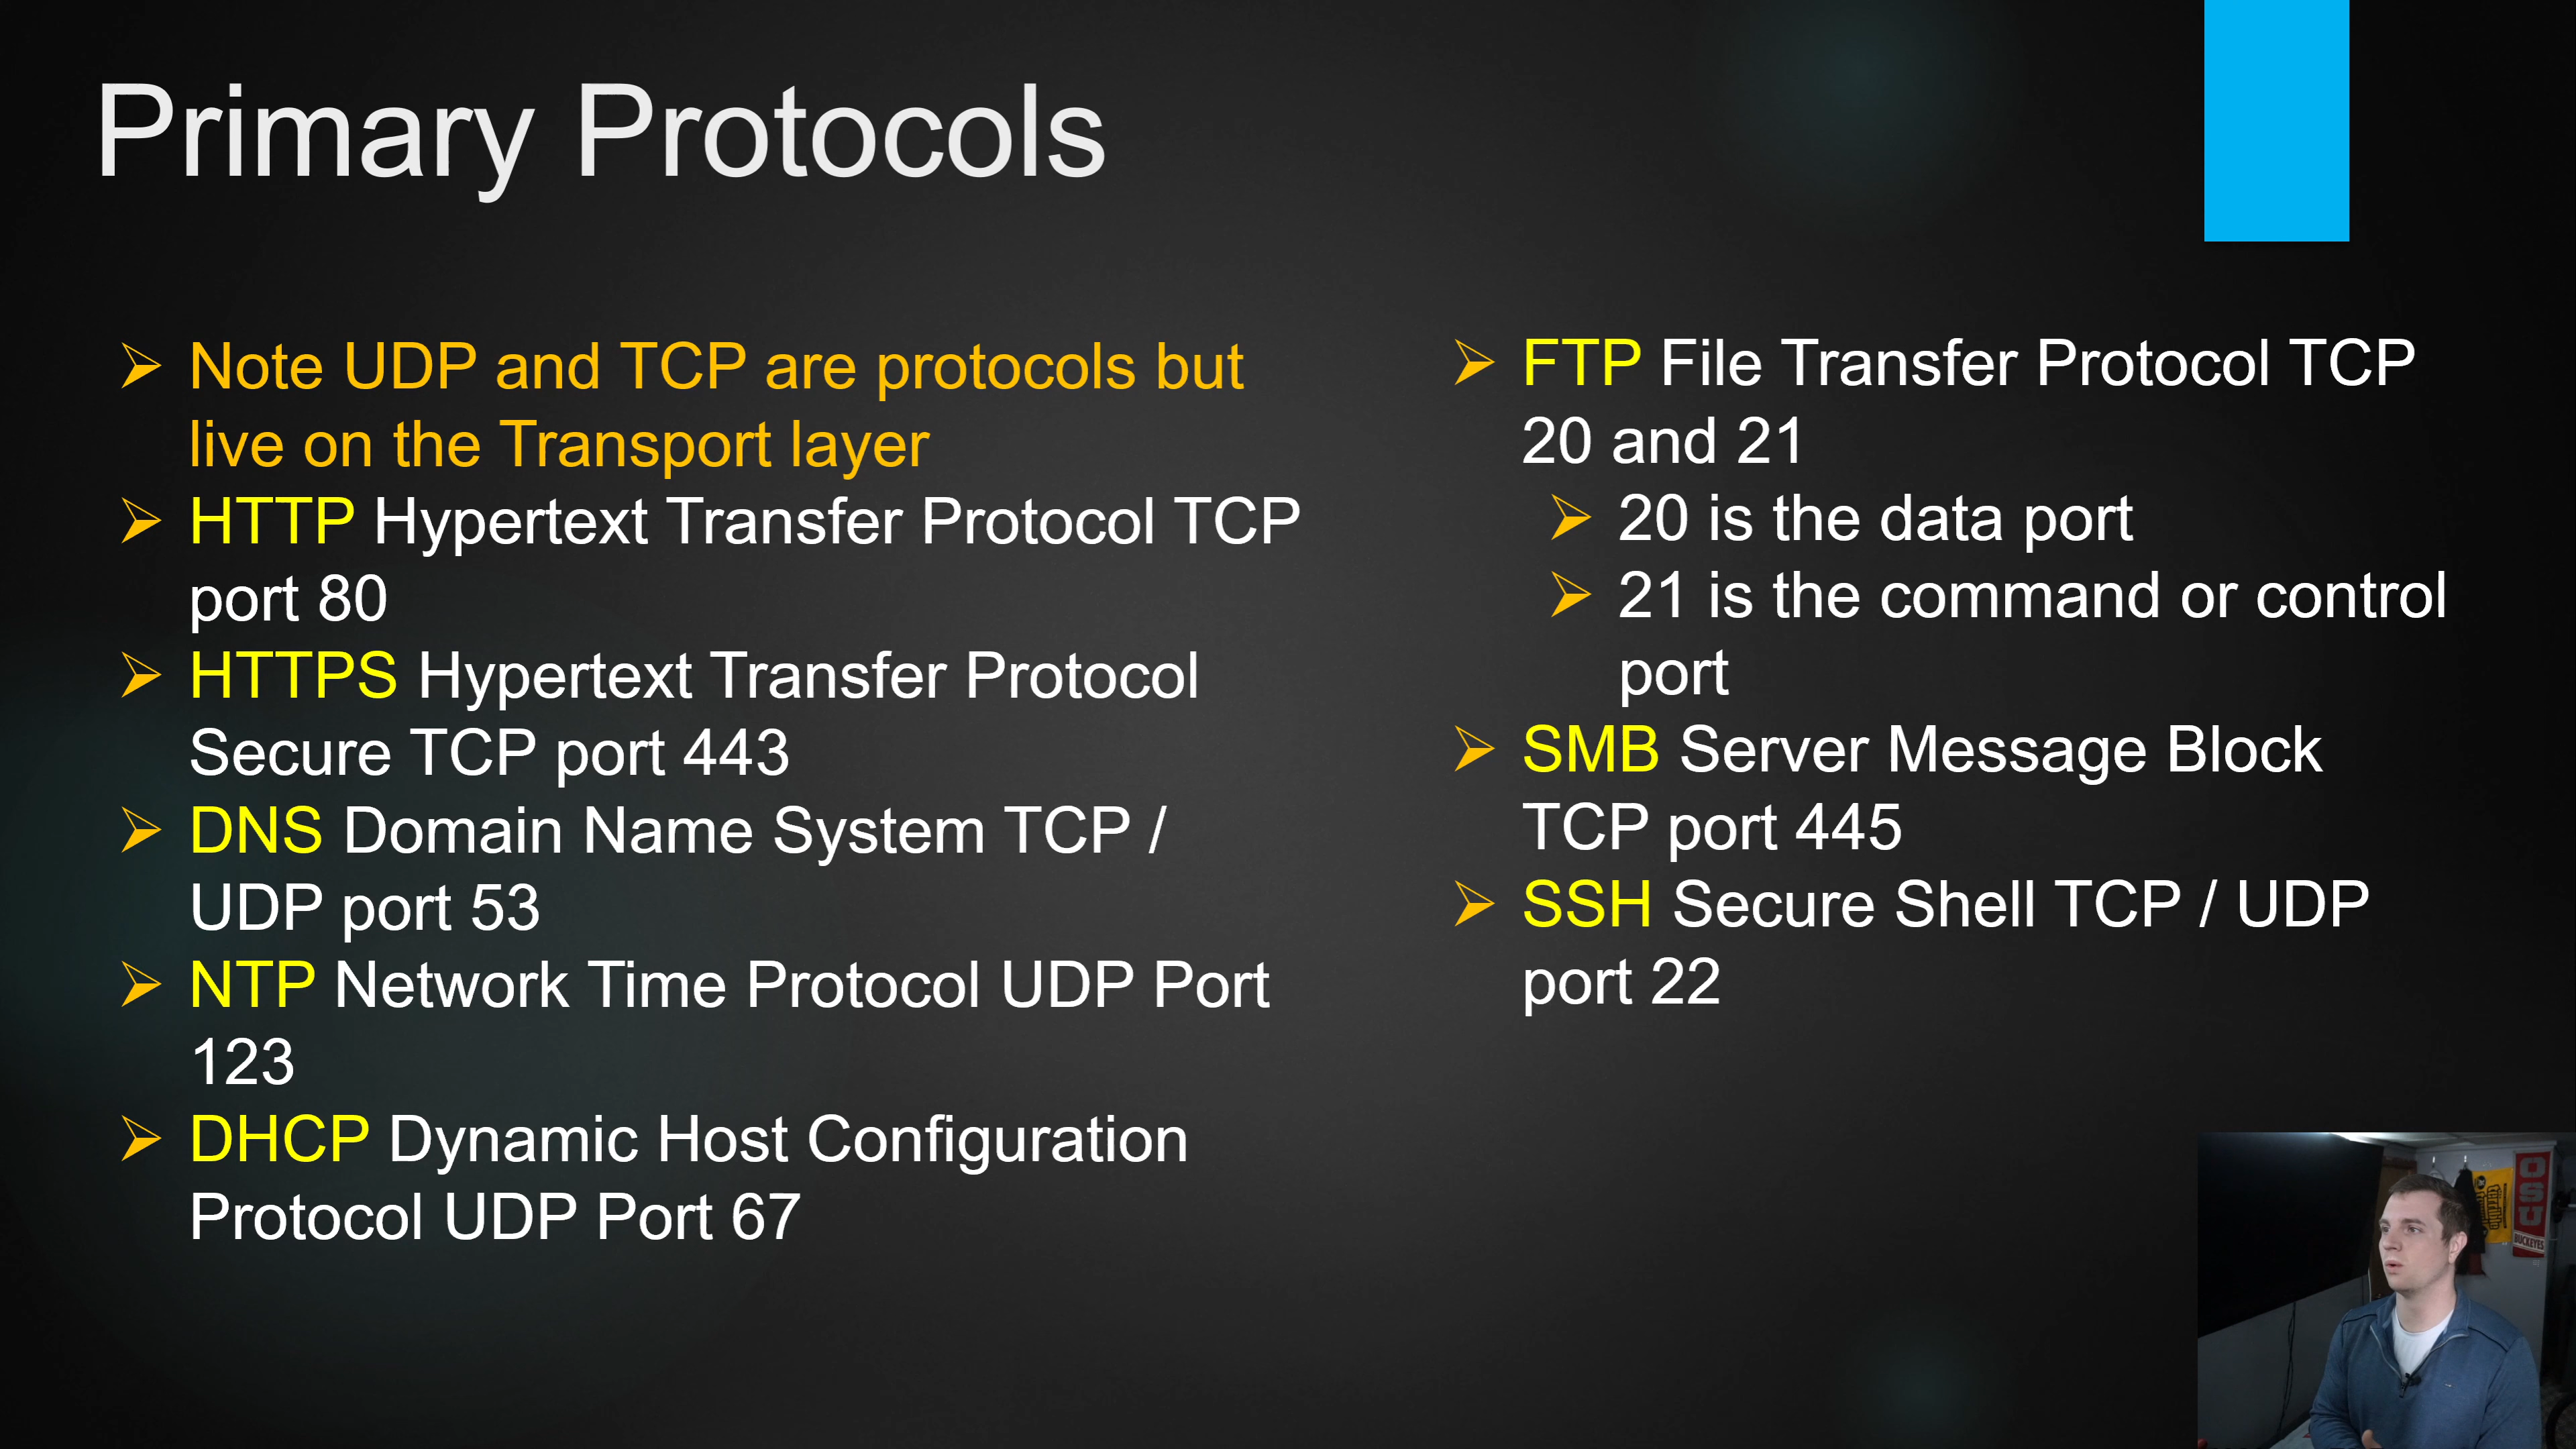 Primary Protocols
Note UDP and TCP are protocols but
live on the Transport layer
HTTP Hypertext Transfer Protocol TCP
port 80
HTTPS Hypertext Transfer Protocol
Secure TCP port 443
DNS Domain Name System TCP /
UDP port 53
NTP Network Time Protocol UDP Port
123
DHCP Dynamic Host Configuration
Protocol UDP Port 67
FTP File Transfer Protocol TCP
20 and 21
20 is the data port
21 is the command or control
port
SMB Server Message Block
TCP port 445
SSH Secure Shell TCP / UDP
port 22
OSU
BUCKEYES